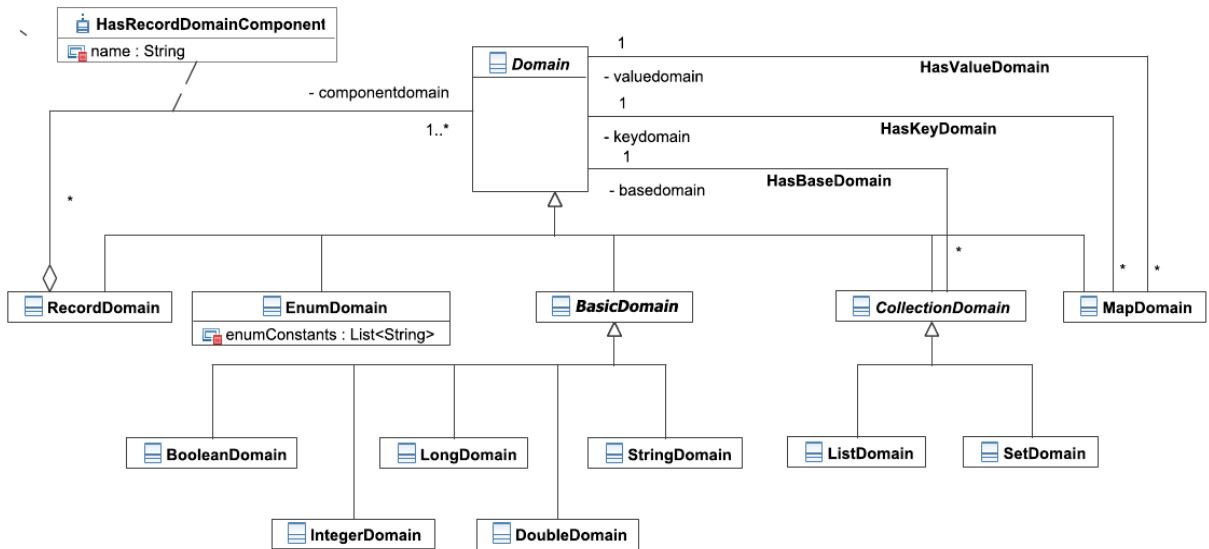 HasRecordDomainComponent
name : String
Domain
1
HasValueDomain
- valuedomain
- componentdomain
1
1..*
HasKeyDomain
- keydomain
1
HasBaseDomain
- basedomain
*
*
*
*
RecordDomain
EnumDomain
BasicDomain
CollectionDomain
MapDomain
enumConstants : List<String>
BooleanDomain
LongDomain
StringDomain
ListDomain
SetDomain
IntegerDomain
DoubleDomain